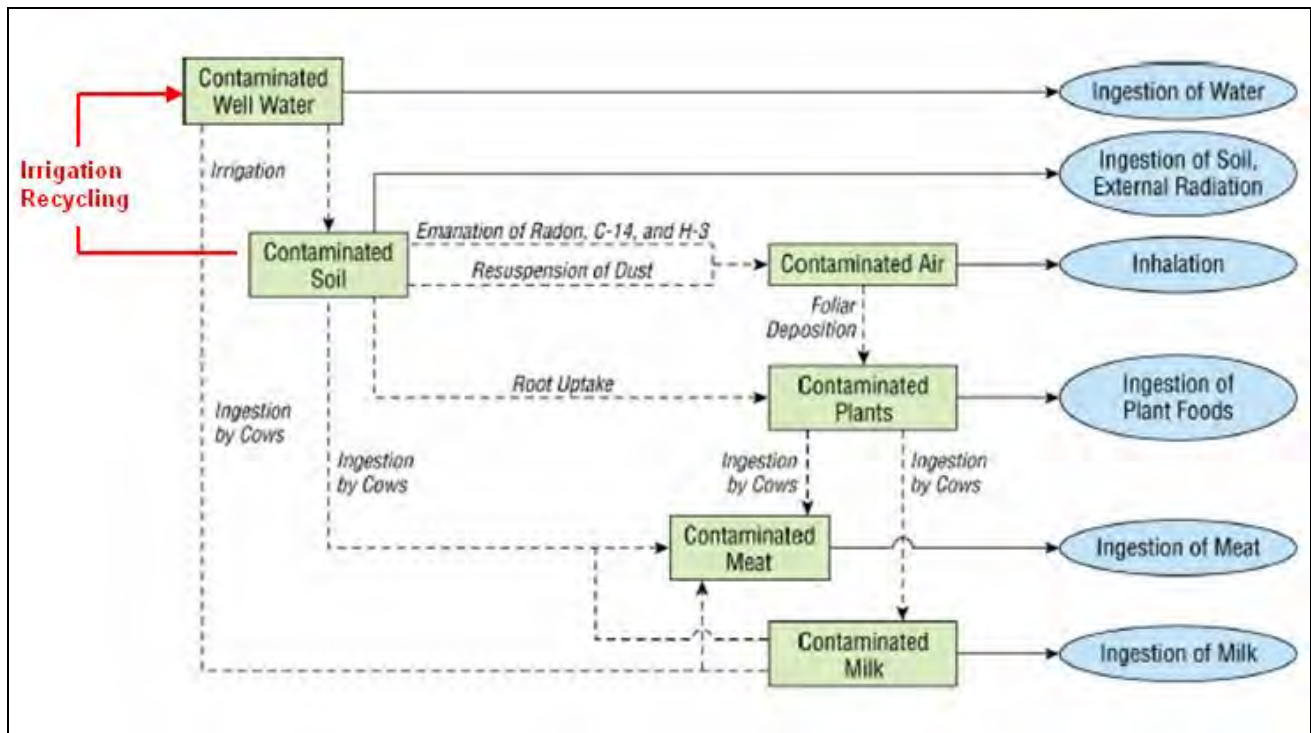 Contaminated
Well Water
Ingestion of Water
Irrigation
Recycling
Irrigation
Ingestion of Soil,
External Radiation
Contaminated
Soil
Emanation of Radon, C-14, and H-3
Resuspension of Dust
Contaminated Air
Inhalation
Foliar
Deposition
Root Uptake
Contaminated
Plants
Ingestion of
Plant Foods
Ingestion
by Cows
Ingestion
by Cows
Ingestion
by Cows
Ingestion
by Cows
Contaminated
Meat
Ingestion of Meat
Contaminated
Milk
Ingestion of Milk